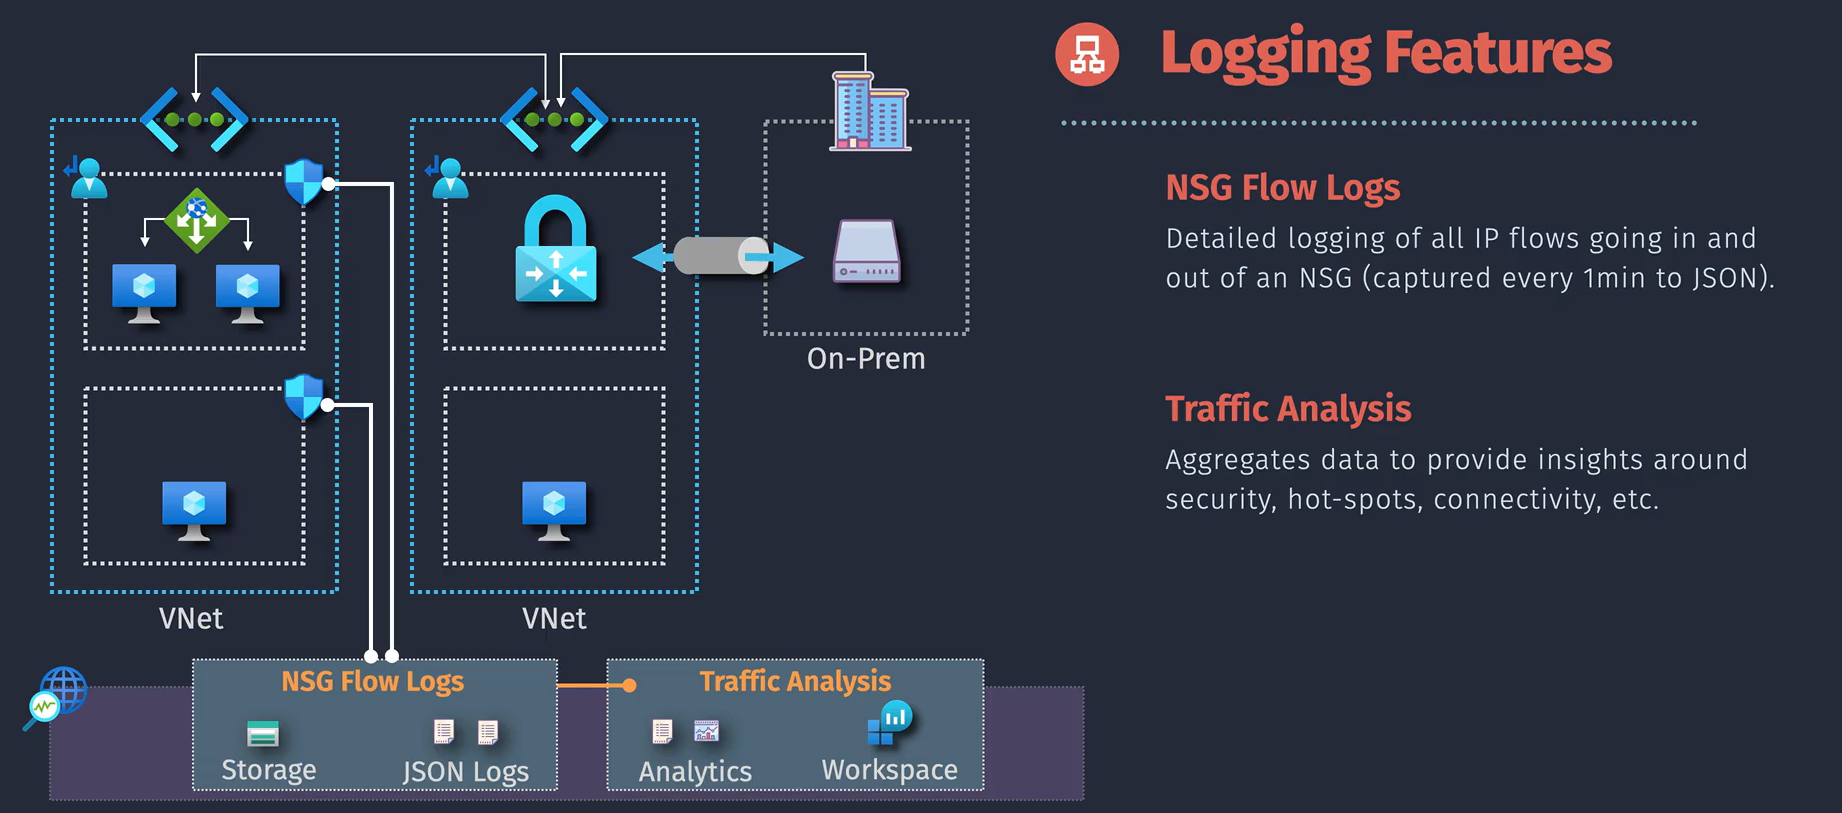 Logging Features
NSG Flow Logs
Detailed logging of all IP flows going in and
out of an NSG (captured every 1min to JSON).
Traffic Analysis
Aggregates data to provide insights around
security, hot-spots, connectivity, etc.
On-Prem
VNet
VNet
NSG Flow Logs
Storage
JSON Logs
Traffic Analysis
Analytics
Workspace